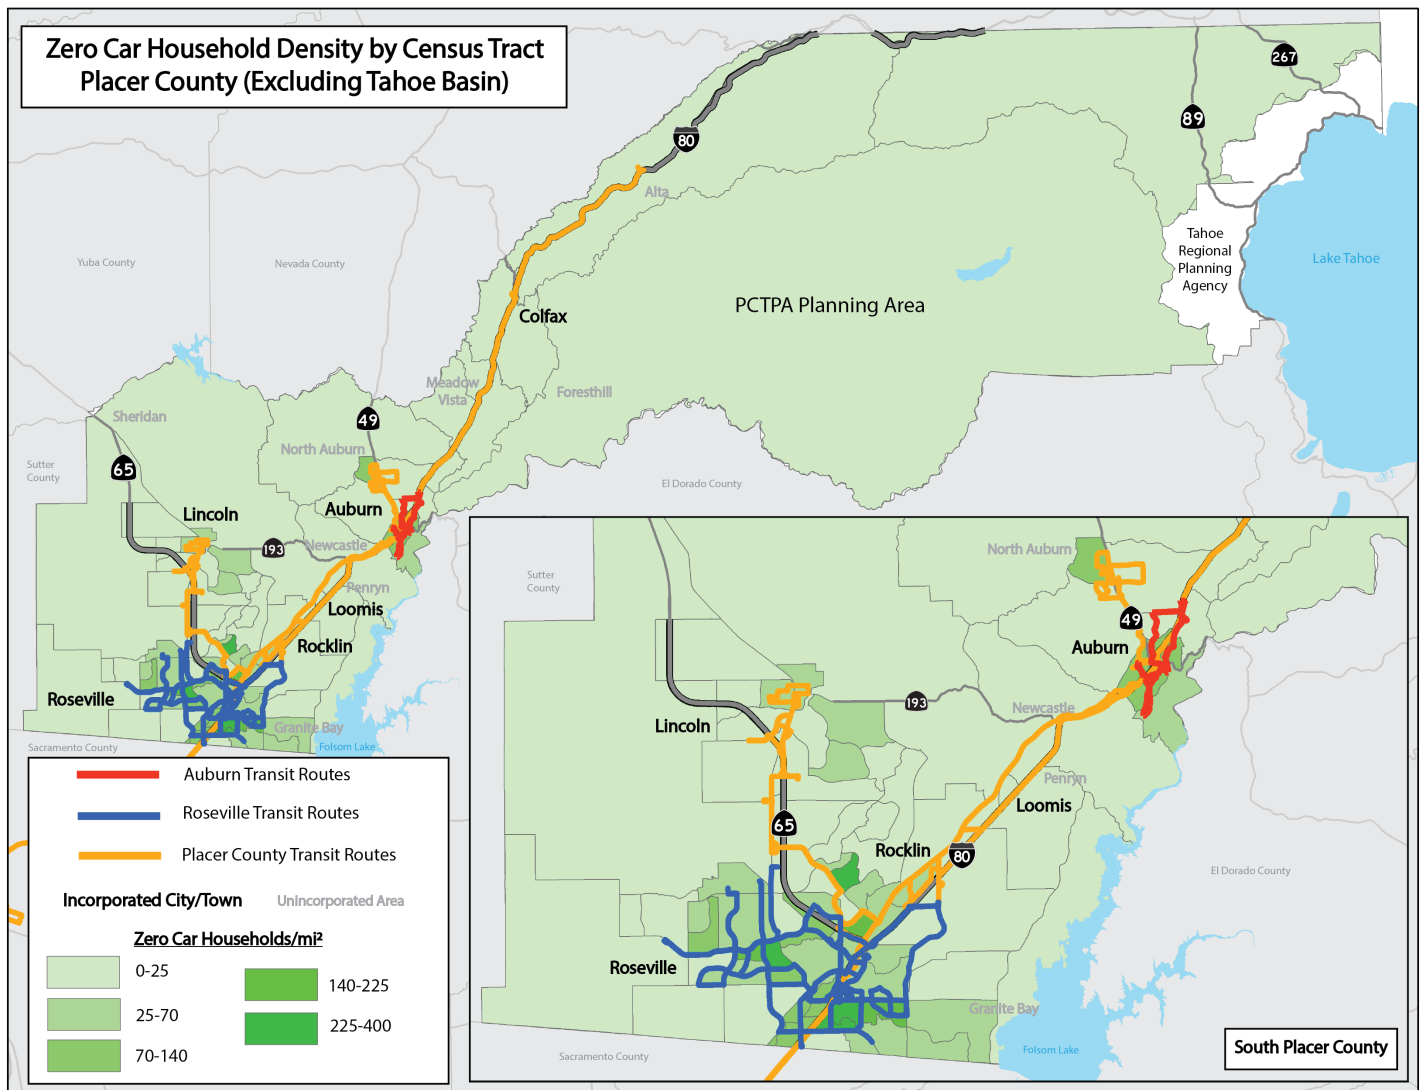 Zero Car Household Density by Census Tract
Placer County (Excluding Tahoe Basin)
267
89
80
Alta
Tahoe
Regional
Planning
Agency
Lake Tahoe
Yuba County
Nevada County
PCTPA Planning Area
Colfax
Meadow
Vista
Foresthill
Sheridan
49
North Auburn
65
Sutter
County
El Dorado County
Lincoln
Auburn
193
Newcastle
Penryn
Loomis
Rocklin
Roseville
Granite Bay
Sacramento County
Folsom Lake
Auburn Transit Routes
Roseville Transit Routes
Placer County Transit Routes
Incorporated City/Town
Unincorporated Area
Zero Car Households/mi²
0-25
25-70
70-140
140-225
225-400
North Auburn
Sutter
County
49
Auburn
193
Newcastle
Lincoln
Penryn
Loomis
65
Rocklin
80
El Dorado County
Roseville
Granite Bay
Folsom Lake
Sacramento County
South Placer County